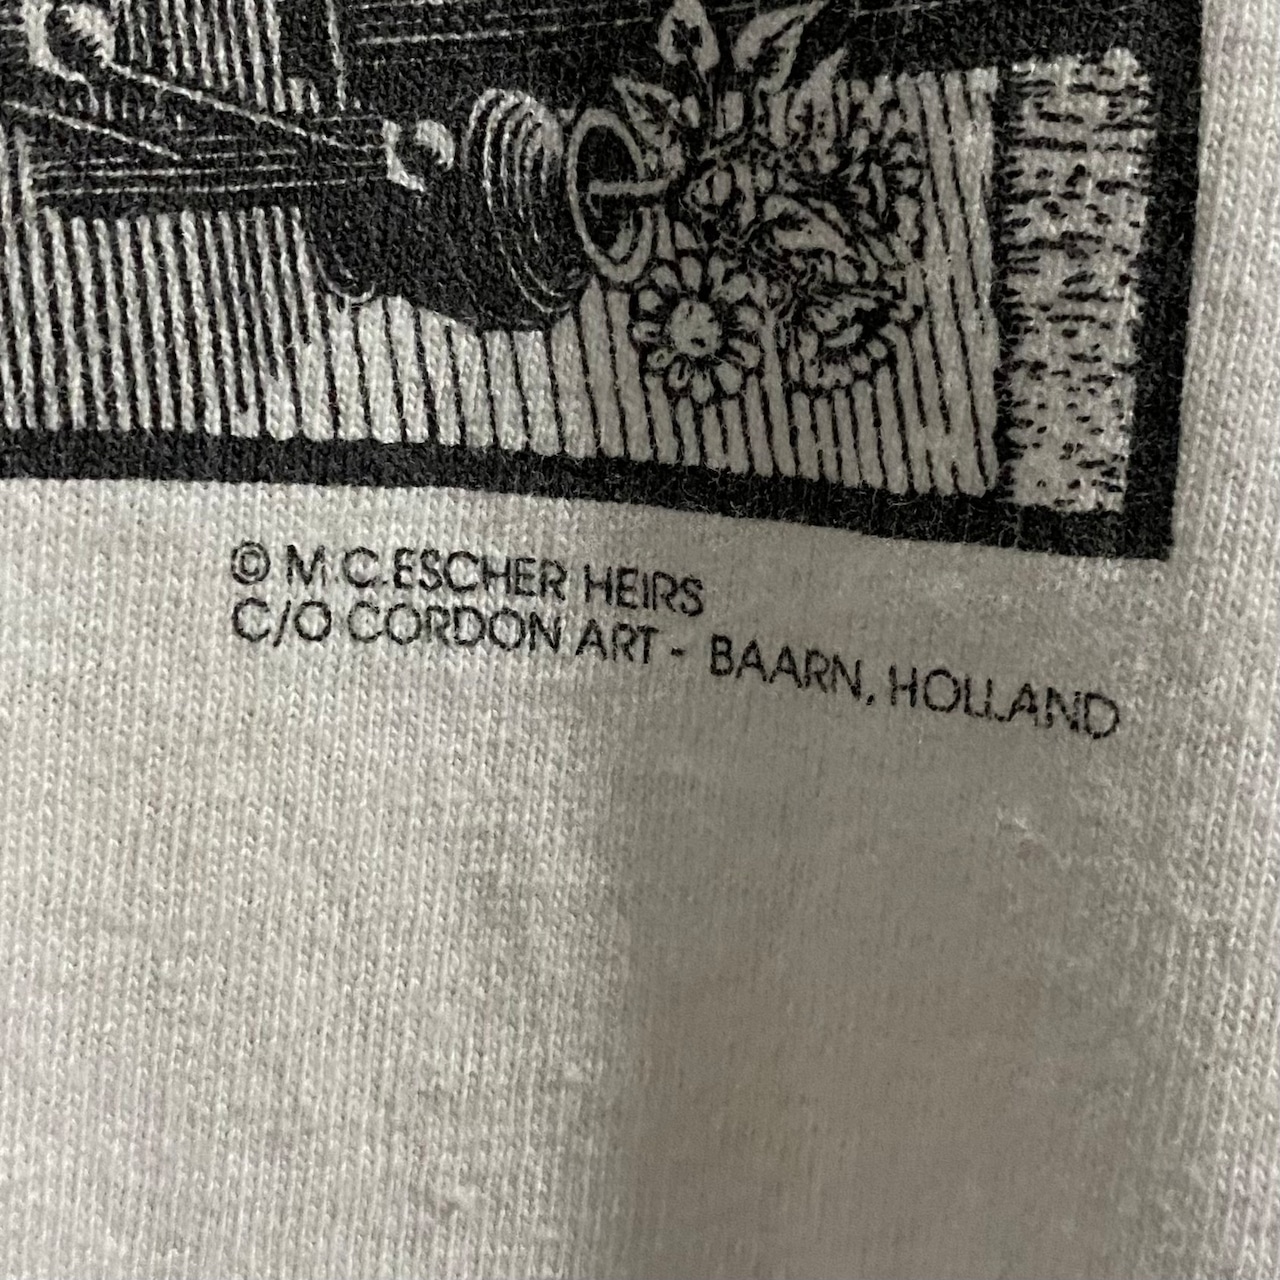 © M.C.ESCHER HEIRS
C/O CORDON ART - BAARN, HOLLAND